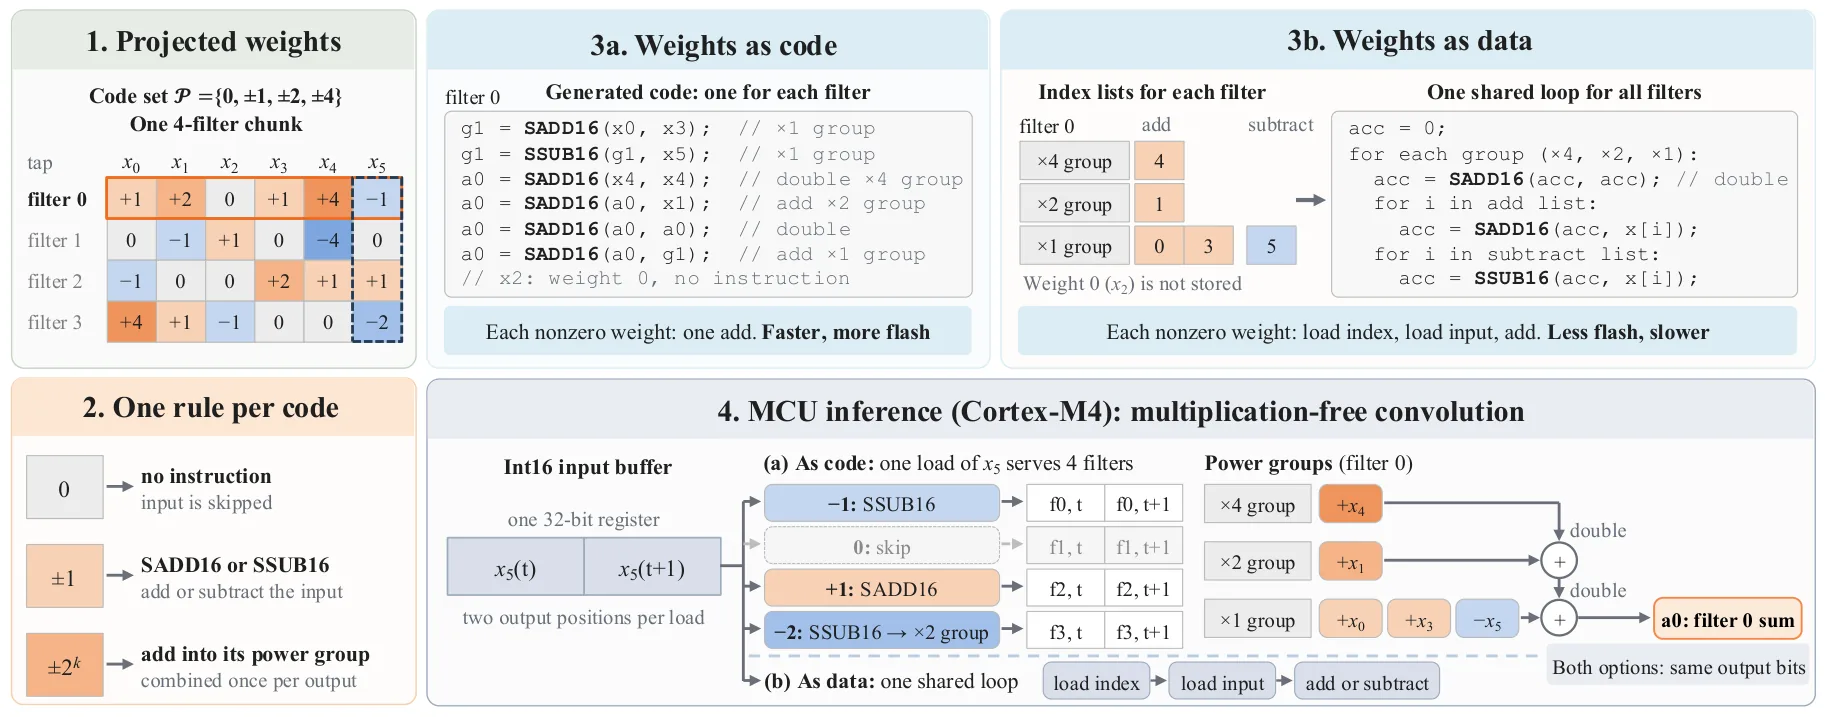 1. Projected weights
Code set 𝒫 ={0, ±1, ±2, ±4}
One 4-filter chunk
tap x₀ x₁ x₂ x₃ x₄ x₅
filter 0 +1 +2 0 +1 +4 −1
filter 1 0 −1 +1 0 −4 0
filter 2 −1 0 0 +2 +1 +1
filter 3 +4 +1 −1 0 0 −2
2. One rule per code
0 no instruction
input is skipped
±1 SADD16 or SSUB16
add or subtract the input
±2ᵏ add into its power group
combined once per output
3a. Weights as code
filter 0 Generated code: one for each filter
g1 = SADD16(x0, x3); // ×1 group
g1 = SSUB16(g1, x5); // ×1 group
a0 = SADD16(x4, x4); // double ×4 group
a0 = SADD16(a0, x1); // add ×2 group
a0 = SADD16(a0, a0); // double
a0 = SADD16(a0, g1); // add ×1 group
// x2: weight 0, no instruction
Each nonzero weight: one add. Faster, more flash
3b. Weights as data
Index lists for each filter
filter 0 add subtract
×4 group 4
×2 group 1
×1 group 0 3 5
Weight 0 (x₂) is not stored
One shared loop for all filters
acc = 0;
for each group (×4, ×2, ×1):
acc = SADD16(acc, acc); // double
for i in add list:
acc = SADD16(acc, x[i]);
for i in subtract list:
acc = SSUB16(acc, x[i]);
Each nonzero weight: load index, load input, add. Less flash, slower
4. MCU inference (Cortex-M4): multiplication-free convolution
Int16 input buffer
one 32-bit register
x₅(t) x₅(t+1)
two output positions per load
(a) As code: one load of x₅ serves 4 filters
−1: SSUB16 f0, t f0, t+1
0: skip f1, t f1, t+1
+1: SADD16 f2, t f2, t+1
−2: SSUB16 → ×2 group f3, t f3, t+1
(b) As data: one shared loop load index load input add or subtract
Power groups (filter 0)
×4 group +x₄
double
×2 group +x₁ +
double
×1 group +x₀ +x₃ −x₅ + a0: filter 0 sum
Both options: same output bits